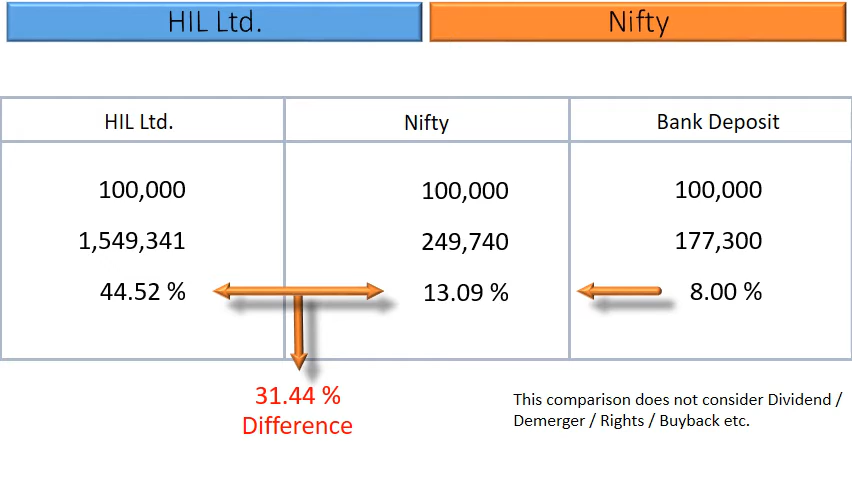 HIL Ltd.
Nifty
HIL Ltd.
Nifty
Bank Deposit
100,000
100,000
100,000
1,549,341
249,740
177,300
44.52 %
13.09 %
8.00 %
31.44 %
Difference
This comparison does not consider Dividend /
Demerger / Rights / Buyback etc.